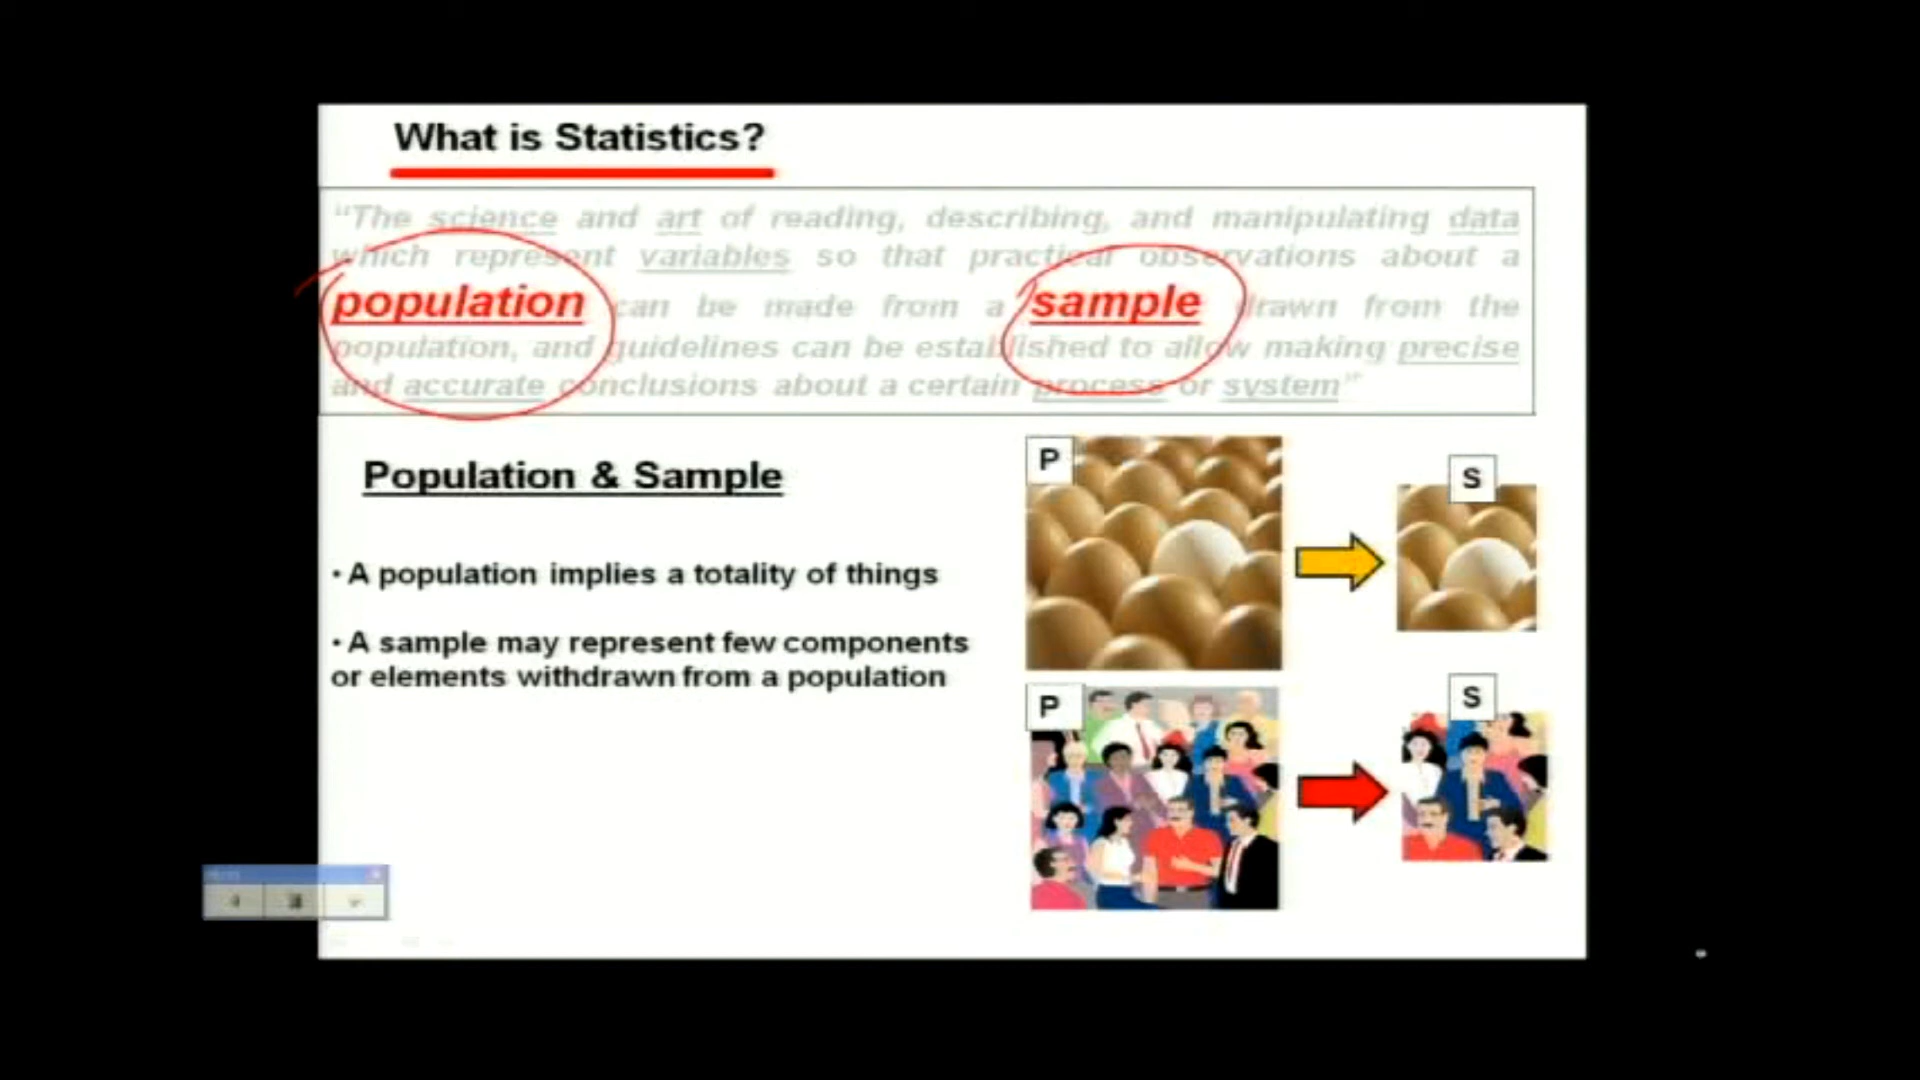 What is Statistics?
“The science and art of reading, describing, and manipulating data
which represent variables so that practical observations about a
population can be made from a sample drawn from the
population, and guidelines can be established to allow making precise
and accurate conclusions about a certain process or system”
Population & Sample
· A population implies a totality of things
· A sample may represent few components
or elements withdrawn from a population
P
S
P
S